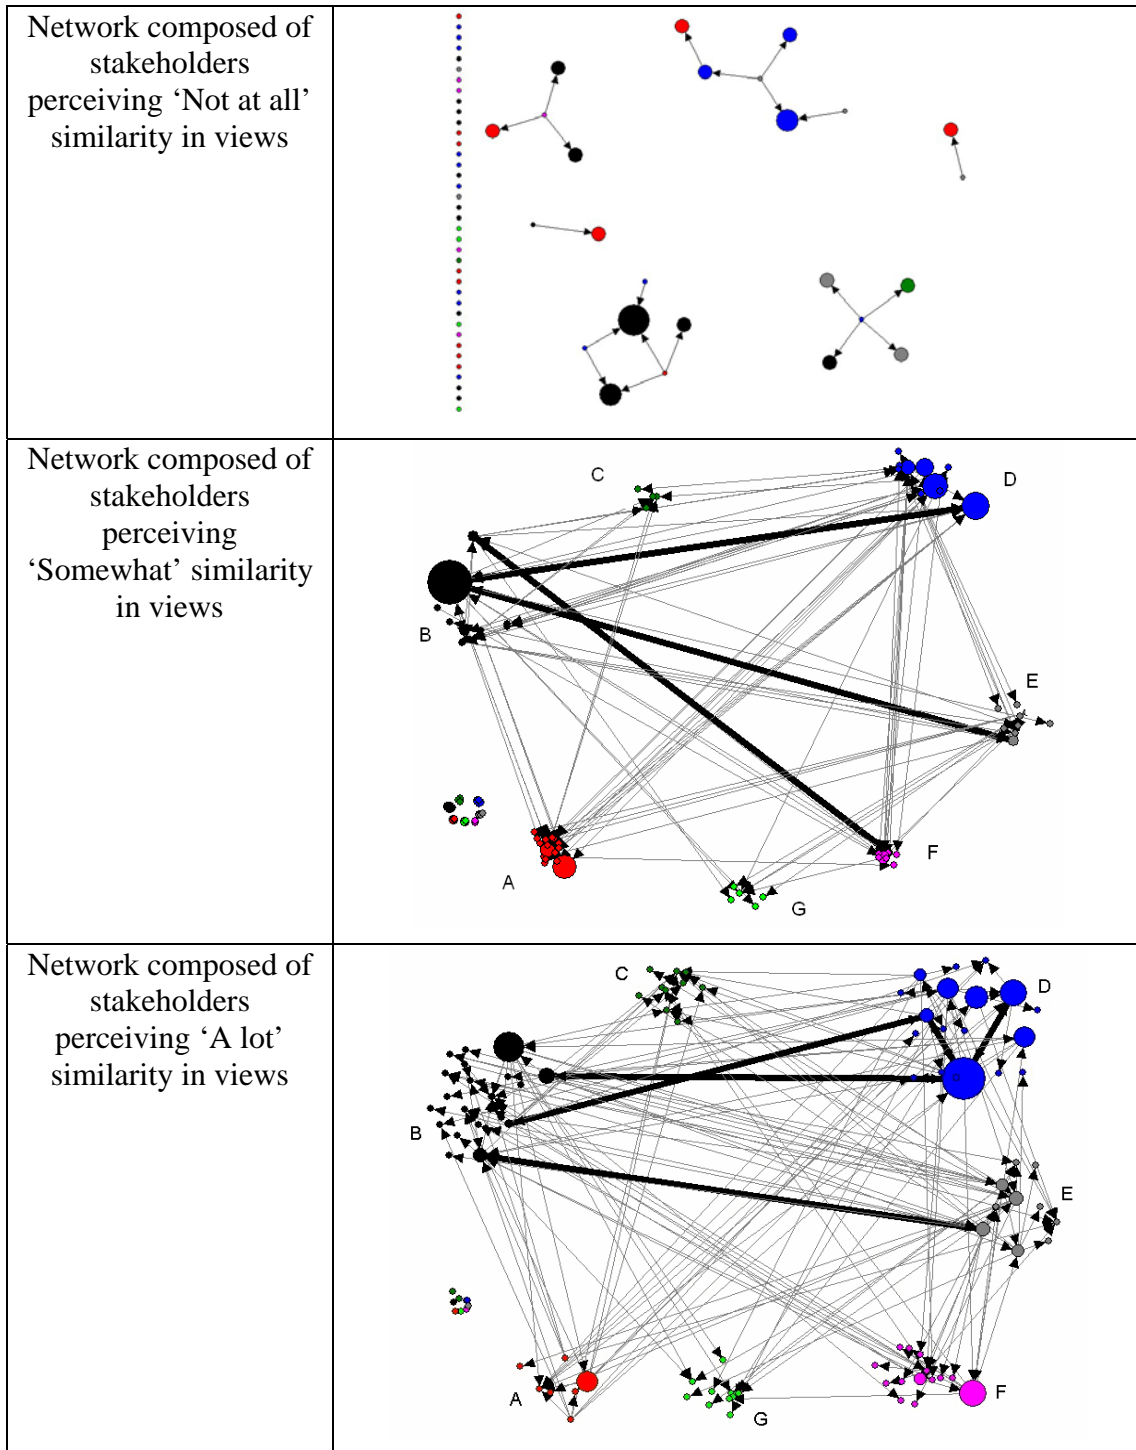 Network composed of
stakeholders
perceiving ‘Not at all’
similarity in views
Network composed of
stakeholders
perceiving
‘Somewhat’ similarity
in views
C
D
B
E
F
A
G
Network composed of
stakeholders
perceiving ‘A lot’
similarity in views
C
D
B
E
A
F
G